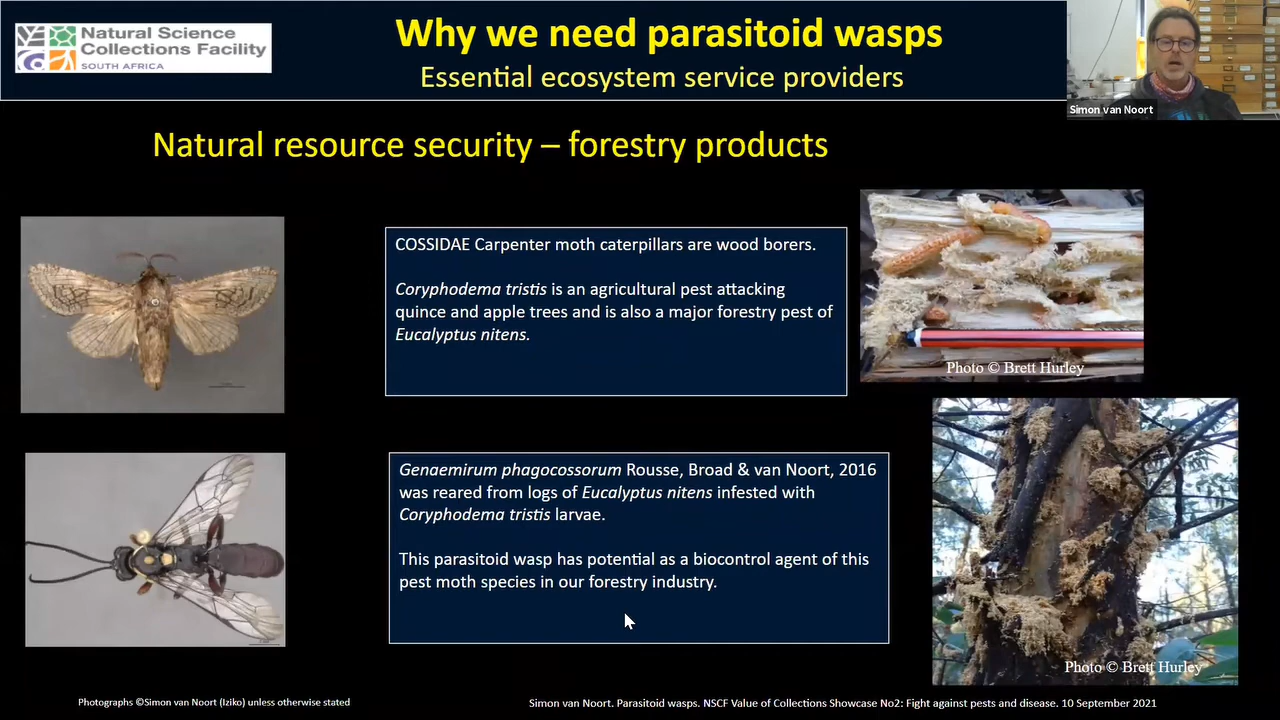 Natural Science
Collections Facility
SOUTH AFRICA
Why we need parasitoid wasps
Essential ecosystem service providers
Simon van Noort
Natural resource security – forestry products
COSSIDAE Carpenter moth caterpillars are wood borers.
Coryphodema tristis is an agricultural pest attacking
quince and apple trees and is also a major forestry pest of
Eucalyptus nitens.
Photo © Brett Hurley
Genaemirum phagocossorum Rousse, Broad & van Noort, 2016
was reared from logs of Eucalyptus nitens infested with
Coryphodema tristis larvae.
This parasitoid wasp has potential as a biocontrol agent of this
pest moth species in our forestry industry.
Photo © Brett Hurley
Photographs ©Simon van Noort (Iziko) unless otherwise stated
Simon van Noort. Parasitoid wasps. NSCF Value of Collections Showcase No2: Fight against pests and disease. 10 September 2021